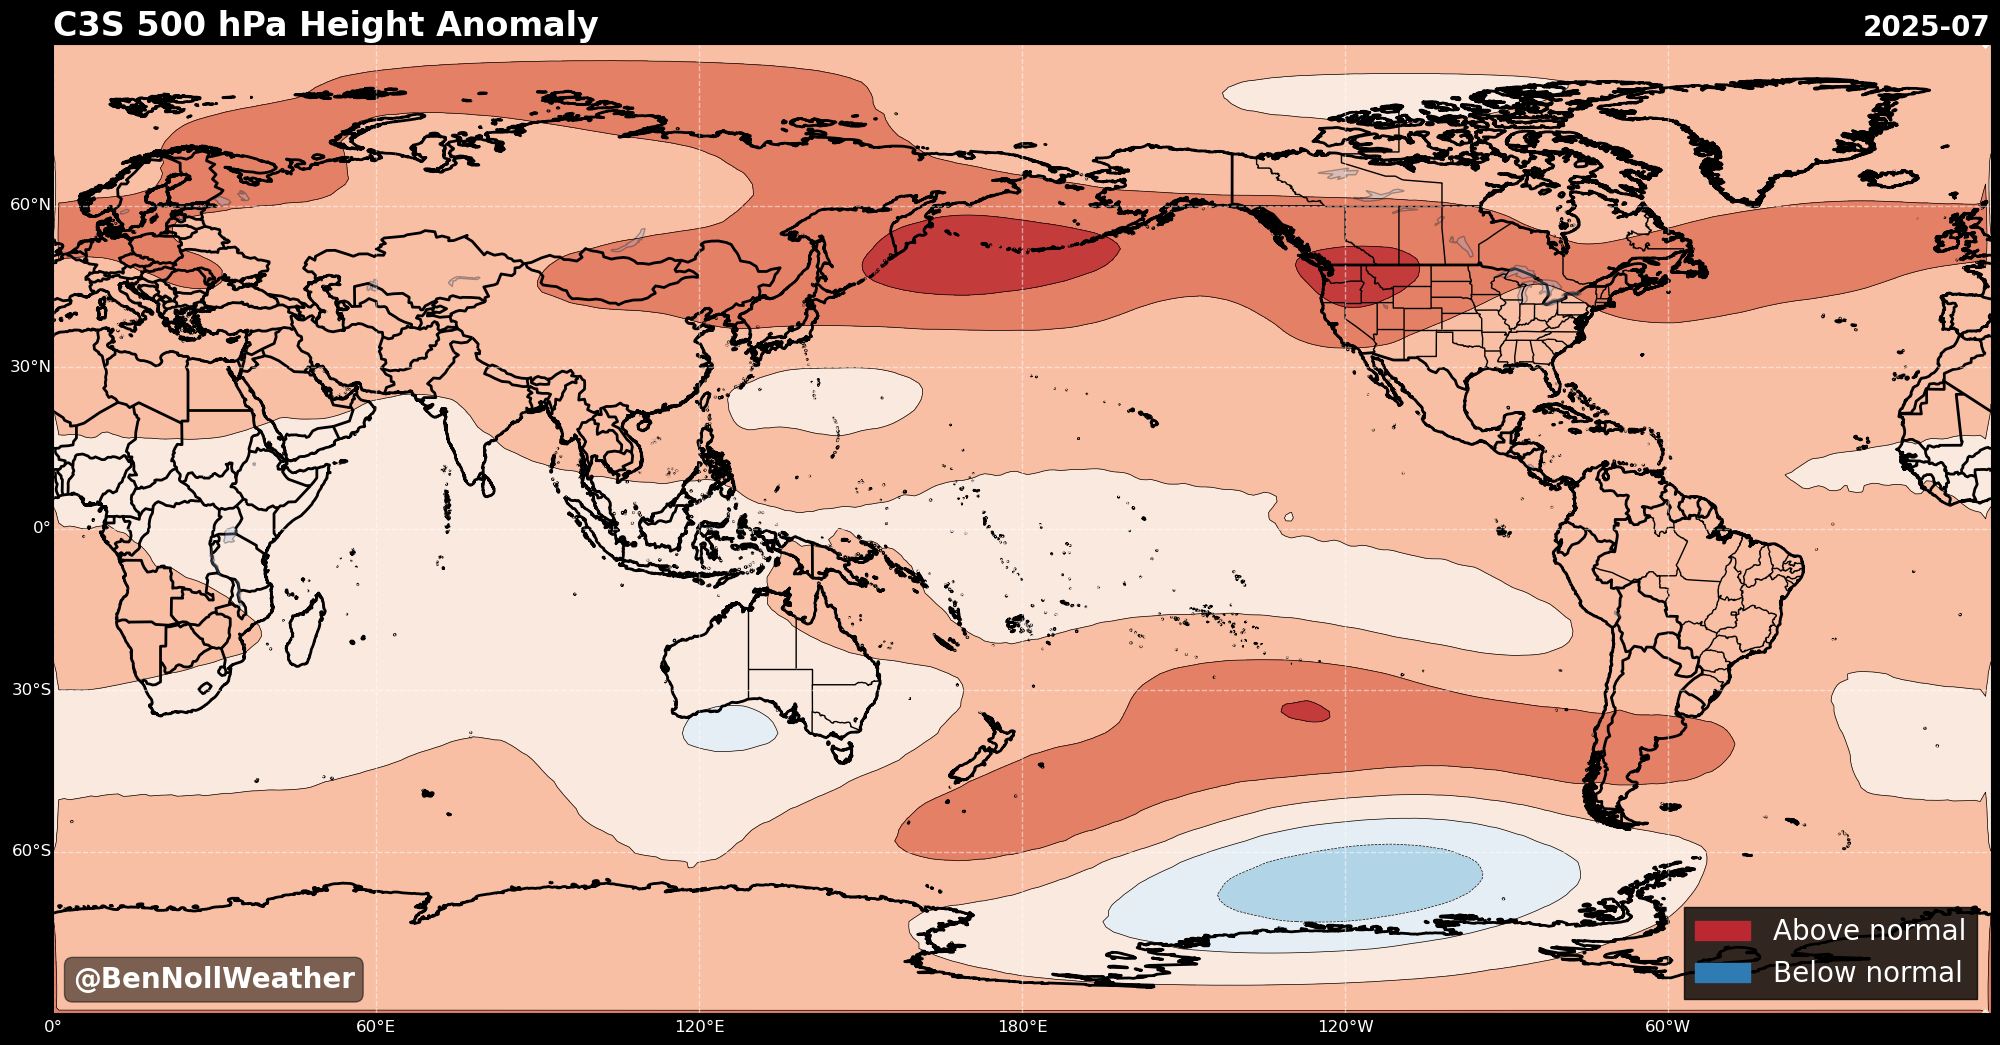 C3S 500 hPa Height Anomaly
2025-07
60°N
30°N
0°
30°S
60°S
Above normal
Below normal
@BenNollWeather
0°
60°E
120°E
180°E
120°W
60°W